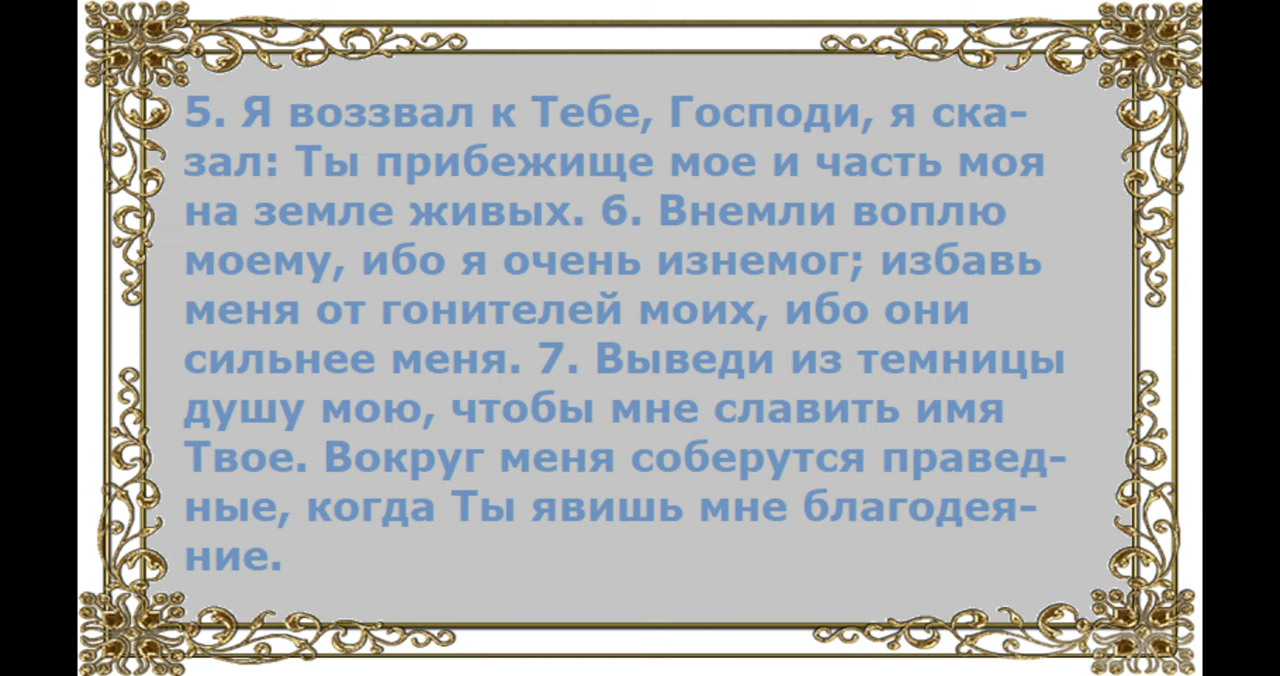 5. Я воззвал к Тебе, Господи, я ска-
зал: Ты прибежище мое и часть моя
на земле живых. 6. Внемли воплю
моему, ибо я очень изнемог; избавь
меня от гонителей моих, ибо они
сильнее меня. 7. Выведи из темницы
душу мою, чтобы мне славить имя
Твое. Вокруг меня соберутся правед-
ные, когда Ты явишь мне благодея-
ние.